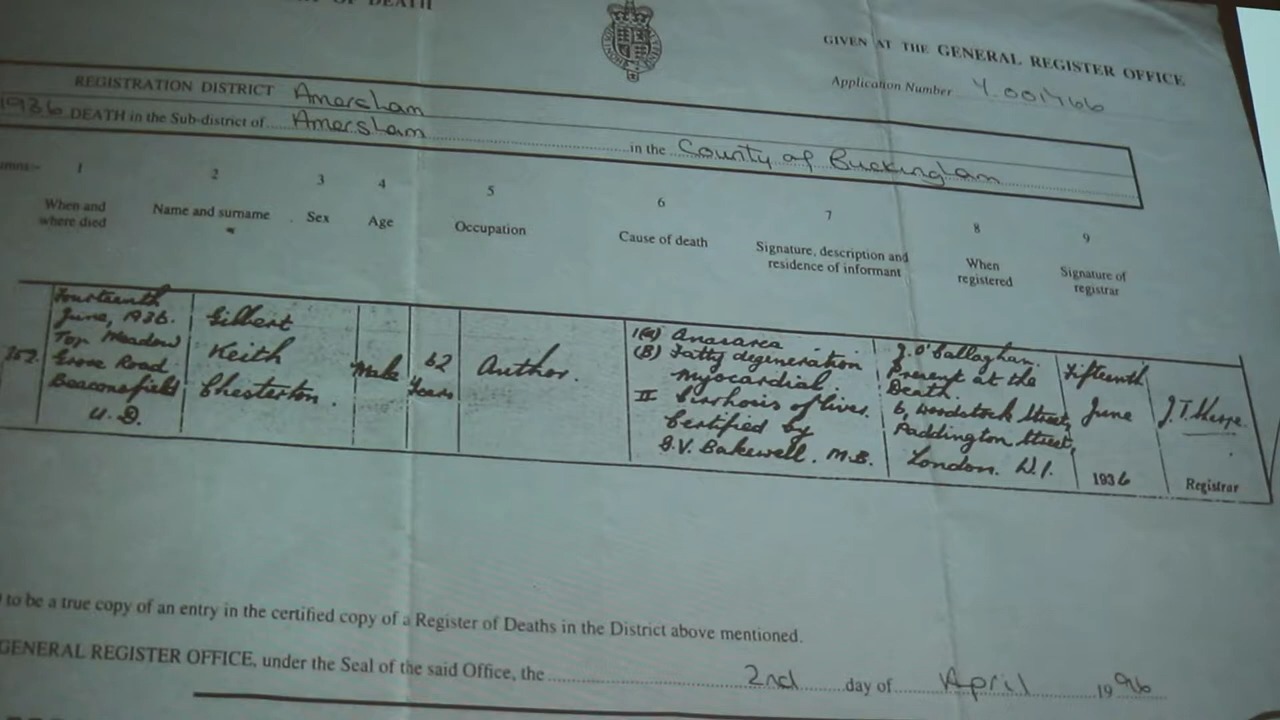 OF DEATH
GIVEN AT THE GENERAL REGISTER OFFICE
Application Number Y.001766
REGISTRATION DISTRICT Amersham
1936 DEATH in the Sub-district of Amersham in the County of Buckingham
1 2 3 4 5 6 7 8 9
When and where died
Name and surname
Sex
Age
Occupation
Cause of death
Signature, description and residence of informant
When registered
Signature of registrar
Fourteenth
June, 1936.
Top Meadow
Grove Road
Beaconsfield
U.D.
Gilbert
Keith
Chesterton.
Male
62
Years
Author.
I(a) Anasarca
(B) Fatty degeneration
myocardial.
II Cirrhosis of liver.
Certified by
G.V. Bakewell. M.B.
J. O'Callaghan.
Present at the
Death.
6, Woodstock Street,
Paddington Street,
London. W.1.
Fifteenth
June
1936
J.T. Thorpe.
Registrar
to be a true copy of an entry in the certified copy of a Register of Deaths in the District above mentioned.
GENERAL REGISTER OFFICE, under the Seal of the said Office, the 2nd day of April 1996